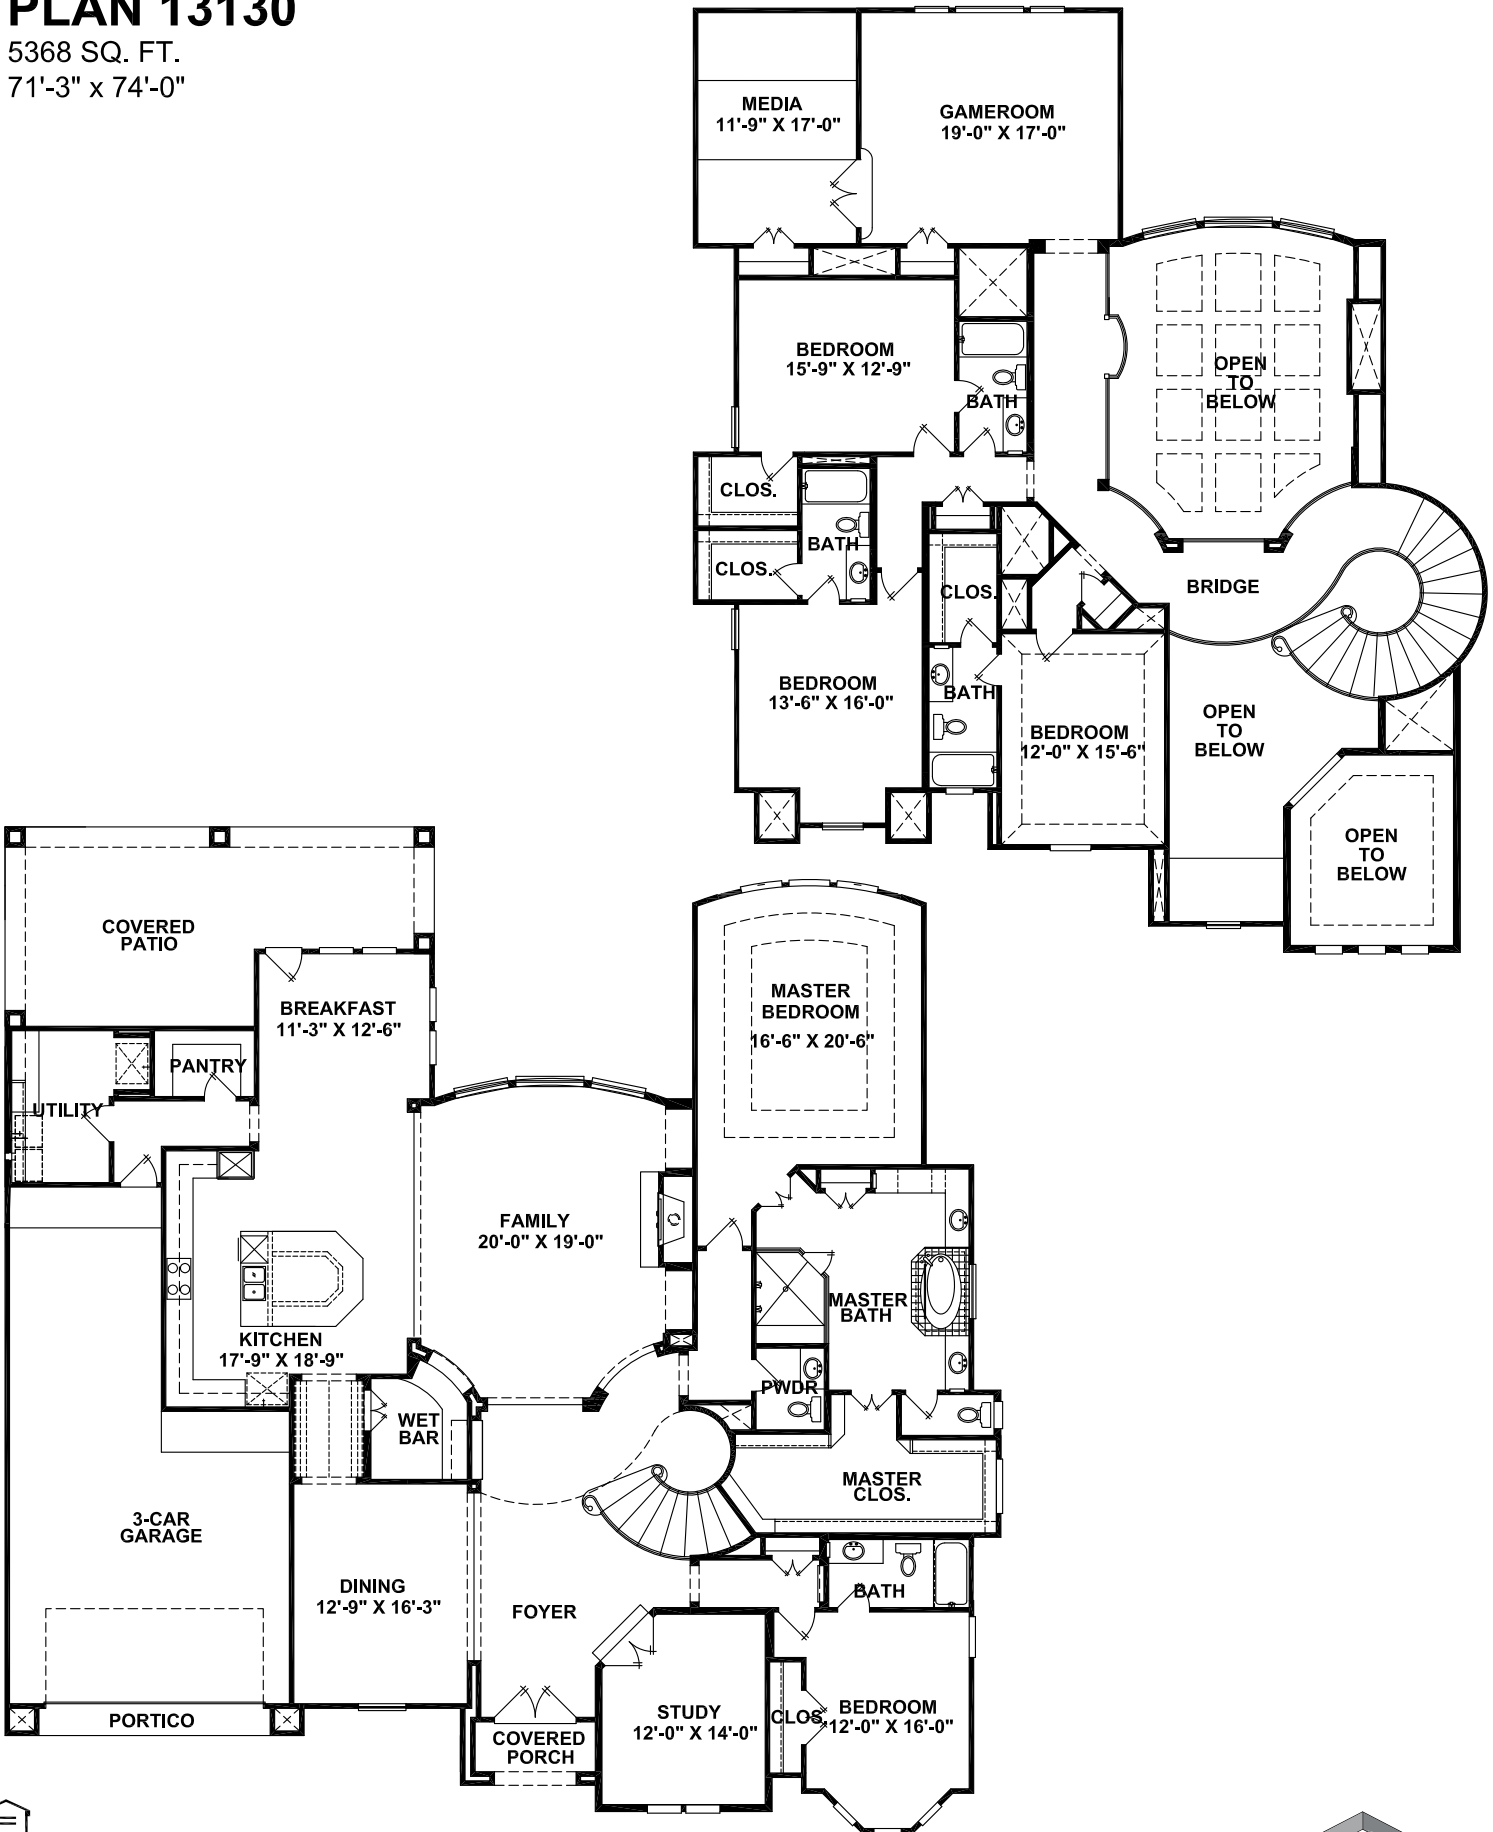 PLAN 13130
5368 SQ. FT.
71'-3" x 74'-0"
MEDIA
11'-9" X 17'-0"
GAMEROOM
19'-0" X 17'-0"
BEDROOM
15'-9" X 12'-9"
BATH
OPEN
TO
BELOW
CLOS.
BATH
CLOS.
CLOS.
BRIDGE
BEDROOM
13'-6" X 16'-0"
BATH
BEDROOM
12'-0" X 15'-6"
OPEN
TO
BELOW
OPEN
TO
BELOW
COVERED
PATIO
BREAKFAST
11'-3" X 12'-6"
MASTER
BEDROOM
16'-6" X 20'-6"
PANTRY
UTILITY
FAMILY
20'-0" X 19'-0"
MASTER
BATH
KITCHEN
17'-9" X 18'-9"
PWDR
WET
BAR
MASTER
CLOS.
3-CAR
GARAGE
DINING
12'-9" X 16'-3"
FOYER
BATH
STUDY
12'-0" X 14'-0"
CLOS.
BEDROOM
12'-0" X 16'-0"
PORTICO
COVERED
PORCH